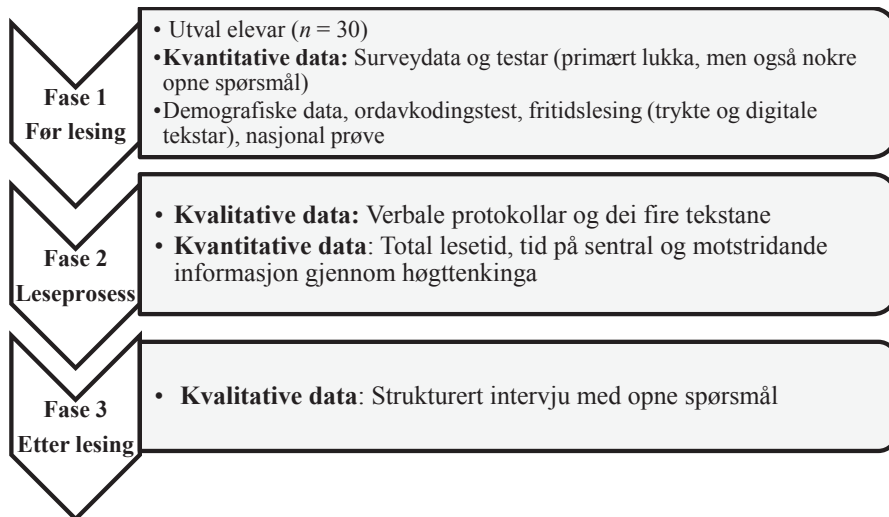 Fase 1
Før lesing
• Utval elevar (n = 30)
•Kvantitative data: Surveydata og testar (primært lukka, men også nokre
opne spørsmål)
•Demografiske data, ordavkodingstest, fritidslesing (trykte og digitale
tekstar), nasjonal prøve
Fase 2
Leseprosess
• Kvalitative data: Verbale protokollar og dei fire tekstane
• Kvantitative data: Total lesetid, tid på sentral og motstridande
informasjon gjennom høgttenkinga
Fase 3
Etter lesing
• Kvalitative data: Strukturert intervju med opne spørsmål